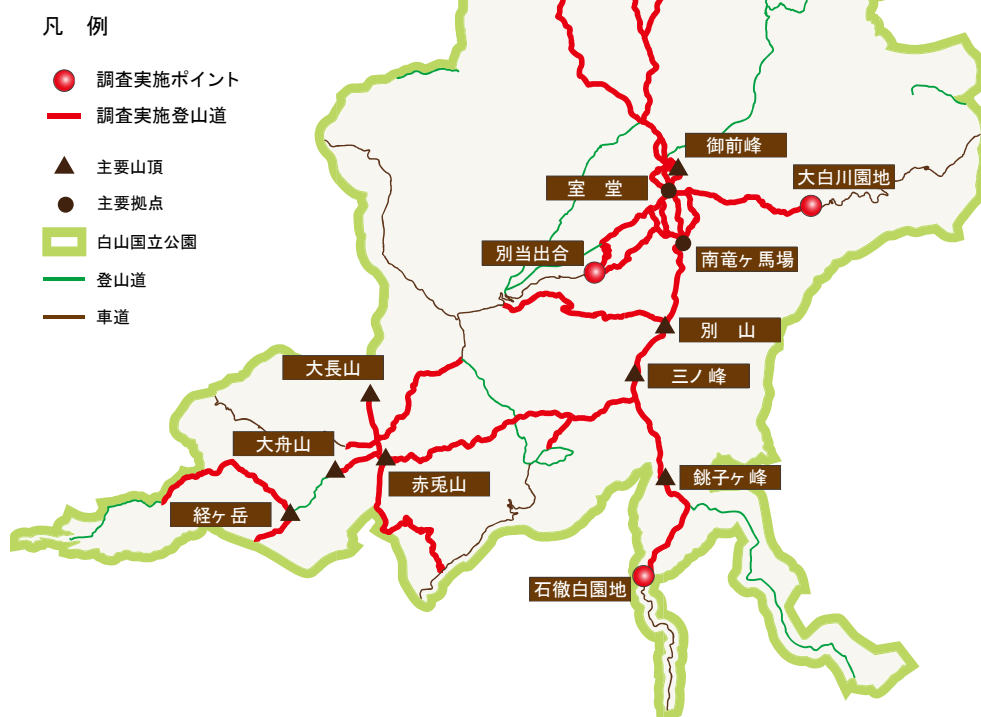 凡 例
調査実施ポイント
調査実施登山道
主要山頂
主要拠点
白山国立公園
登山道
車道
御前峰
室 堂
大白川園地
別当出合
南竜ヶ馬場
別 山
三ノ峰
大長山
大舟山
赤兎山
銚子ヶ峰
経ヶ岳
石徹白園地